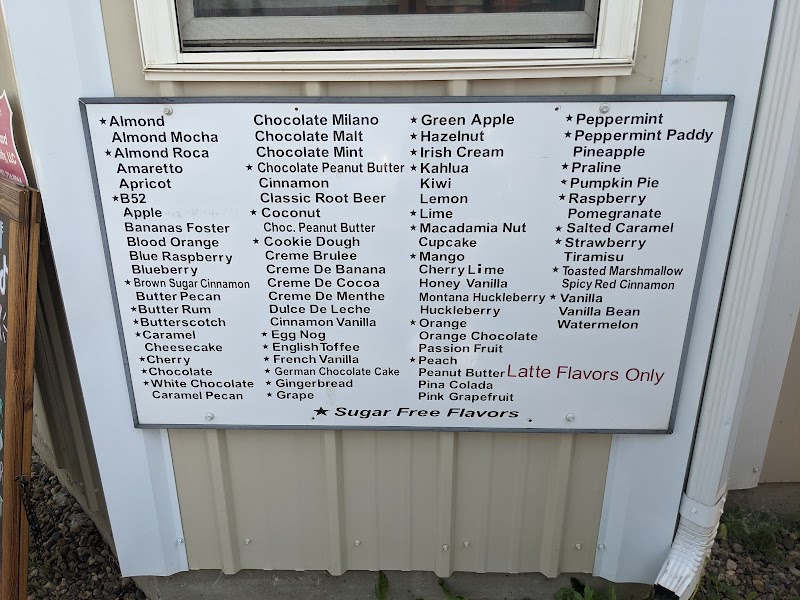 ★Almond
Almond Mocha
★Almond Roca
Amaretto
Apricot
★B52
Apple
Bananas Foster
Blood Orange
Blue Raspberry
Blueberry
★Brown Sugar Cinnamon
Butter Pecan
★Butter Rum
★Butterscotch
★Caramel
Cheesecake
★Cherry
★Chocolate
★White Chocolate
Caramel Pecan
Chocolate Milano
Chocolate Malt
Chocolate Mint
★Chocolate Peanut Butter
Cinnamon
Classic Root Beer
★Coconut
Choc. Peanut Butter
★Cookie Dough
Creme Brulee
Creme De Banana
Creme De Cocoa
Creme De Menthe
Dulce De Leche
Cinnamon Vanilla
★Egg Nog
★English Toffee
★French Vanilla
★German Chocolate Cake
★Gingerbread
★Grape
★Green Apple
★Hazelnut
★Irish Cream
★Kahlua
Kiwi
Lemon
★Lime
★Macadamia Nut
Cupcake
★Mango
Cherry Lime
Honey Vanilla
Montana Huckleberry
Huckleberry
★Orange
Orange Chocolate
Passion Fruit
★Peach
Peanut Butter
Pina Colada
Pink Grapefruit
★Peppermint
★Peppermint Paddy
Pineapple
★Praline
★Pumpkin Pie
★Raspberry
Pomegranate
★Salted Caramel
★Strawberry
Tiramisu
★Toasted Marshmallow
Spicy Red Cinnamon
★Vanilla
Vanilla Bean
Watermelon
Latte Flavors Only
★Sugar Free Flavors